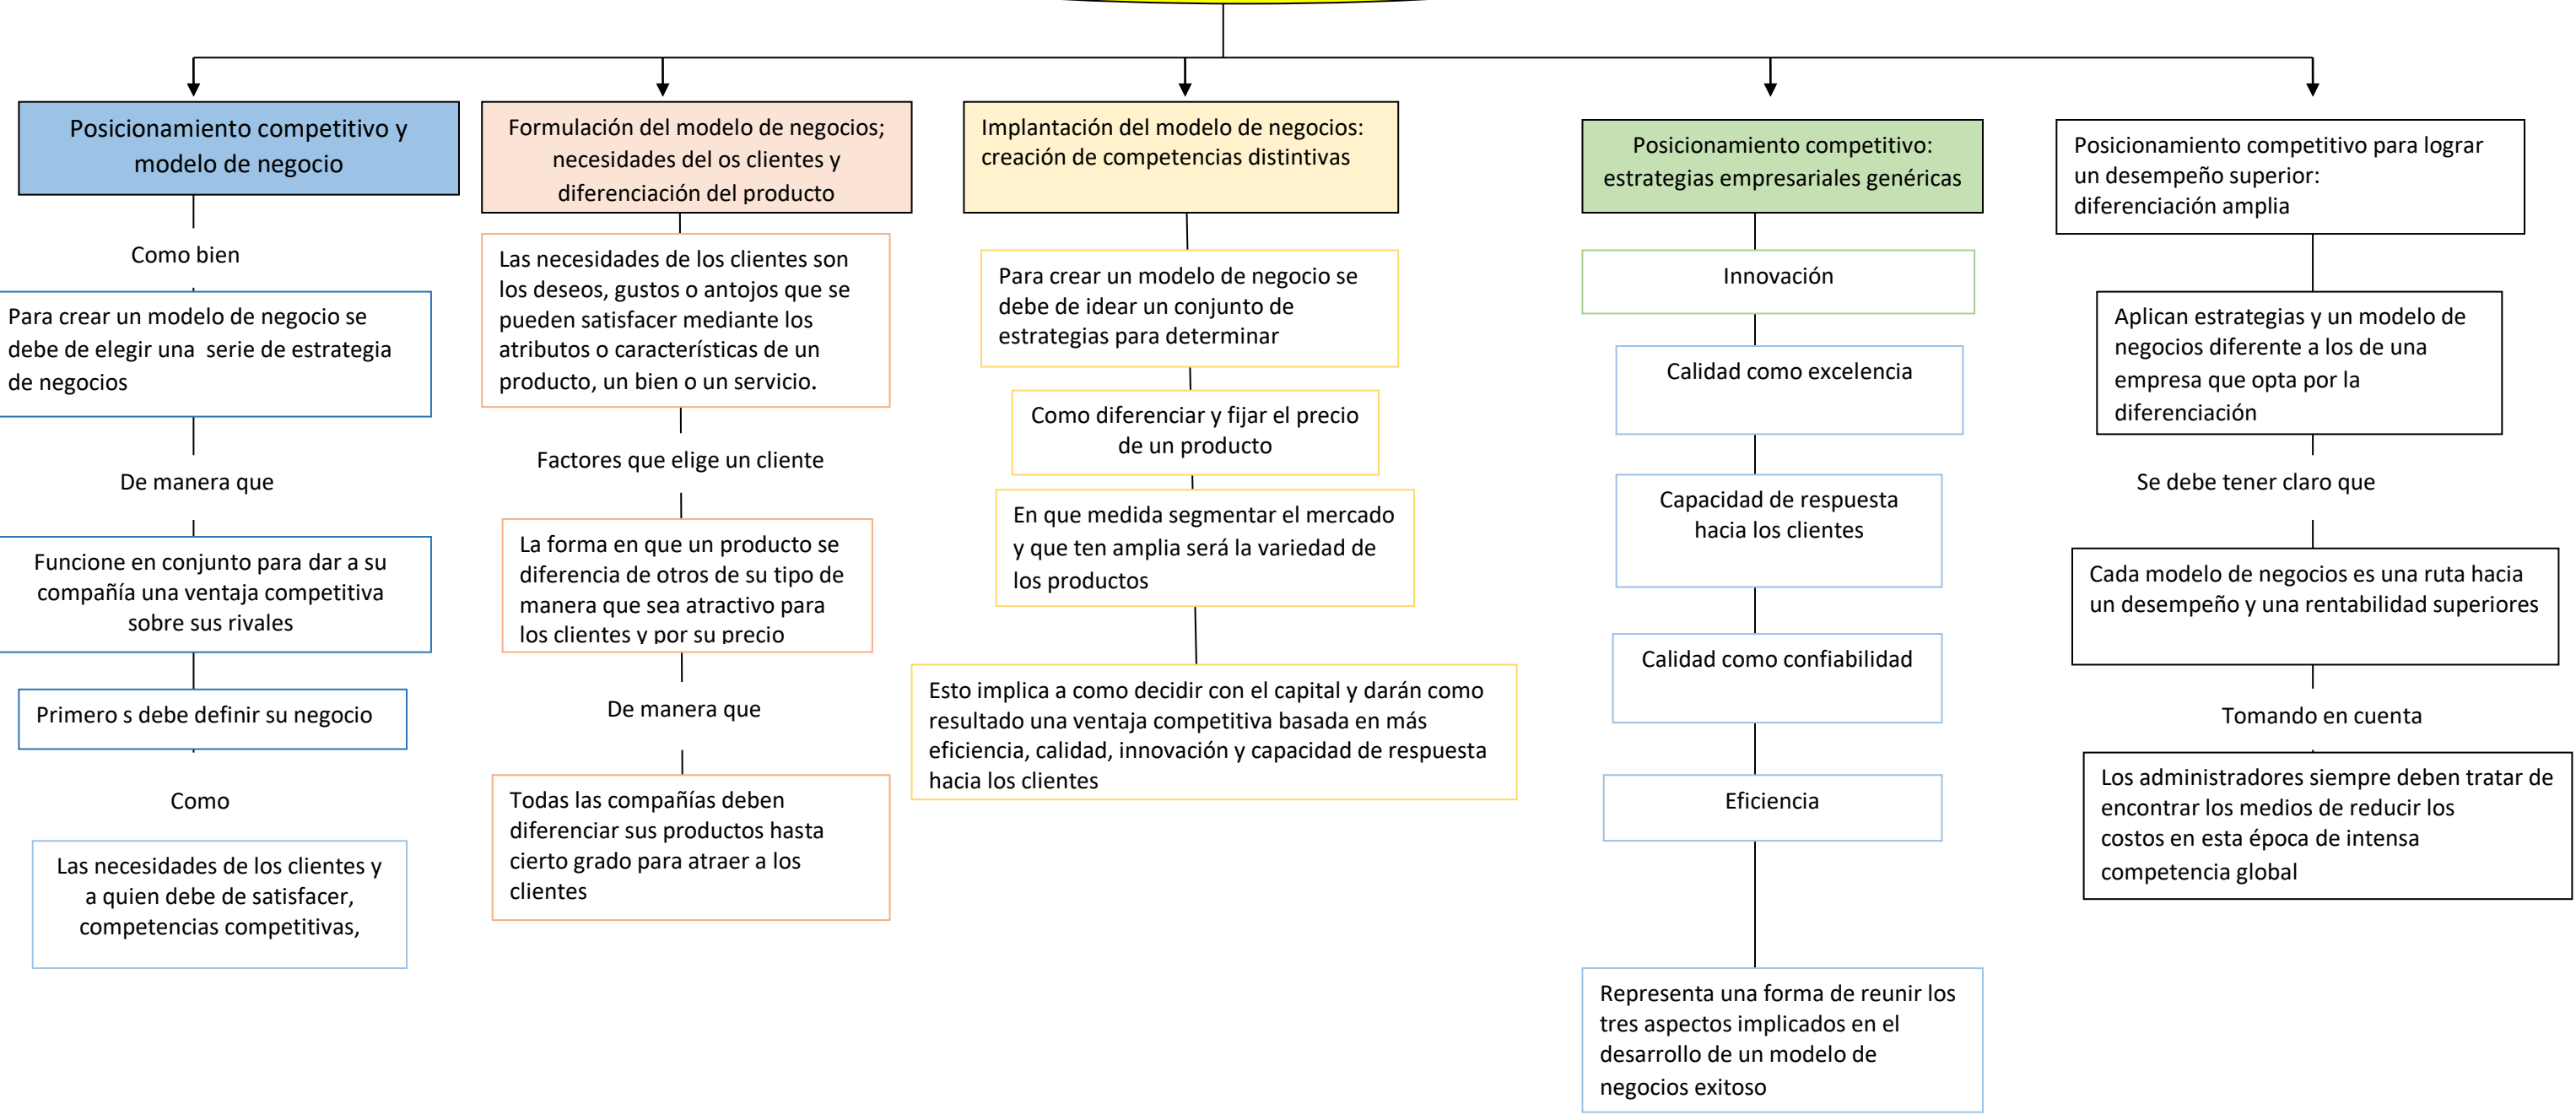 Posicionamiento competitivo y
modelo de negocio
Como bien
Para crear un modelo de negocio se
debe de elegir una  serie de estrategia
de negocios
De manera que
Funcione en conjunto para dar a su
compañía una ventaja competitiva
sobre sus rivales
Primero s debe definir su negocio
Como
Las necesidades de los clientes y
a quien debe de satisfacer,
competencias competitivas,
Formulación del modelo de negocios;
necesidades del os clientes y
diferenciación del producto
Las necesidades de los clientes son
los deseos, gustos o antojos que se
pueden satisfacer mediante los
atributos o características de un
producto, un bien o un servicio.
Factores que elige un cliente
La forma en que un producto se
diferencia de otros de su tipo de
manera que sea atractivo para
los clientes y por su precio
De manera que
Todas las compañías deben
diferenciar sus productos hasta
cierto grado para atraer a los
clientes
Implantación del modelo de negocios:
creación de competencias distintivas
Para crear un modelo de negocio se
debe de idear un conjunto de
estrategias para determinar
Como diferenciar y fijar el precio
de un producto
En que medida segmentar el mercado
y que ten amplia será la variedad de
los productos
Esto implica a como decidir con el capital y darán como
resultado una ventaja competitiva basada en más
eficiencia, calidad, innovación y capacidad de respuesta
hacia los clientes
Posicionamiento competitivo:
estrategias empresariales genéricas
Innovación
Calidad como excelencia
Capacidad de respuesta
hacia los clientes
Calidad como confiabilidad
Eficiencia
Representa una forma de reunir los
tres aspectos implicados en el
desarrollo de un modelo de
negocios exitoso
Posicionamiento competitivo para lograr
un desempeño superior:
diferenciación amplia
Aplican estrategias y un modelo de
negocios diferente a los de una
empresa que opta por la
diferenciación
Se debe tener claro que
Cada modelo de negocios es una ruta hacia
un desempeño y una rentabilidad superiores
Tomando en cuenta
Los administradores siempre deben tratar de
encontrar los medios de reducir los
costos en esta época de intensa
competencia global